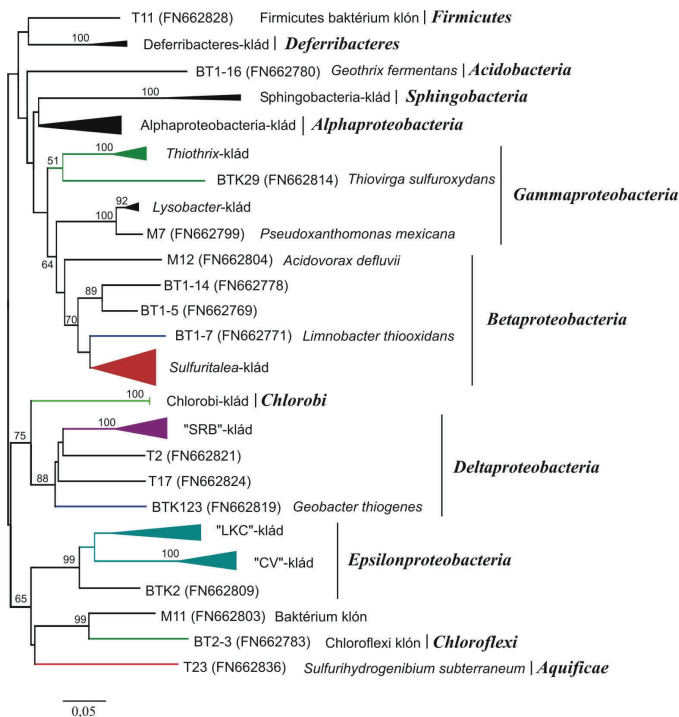 T11 (FN662828) Firmicutes baktérium klón | Firmicutes
100 Deferribacteres-klád | Deferribacteres
BT1-16 (FN662780) Geothrix fermentans | Acidobacteria
100 Sphingobacteria-klád | Sphingobacteria
Alphaproteobacteria-klád | Alphaproteobacteria
100 Thiothrix-klád
51
BTK29 (FN662814) Thiovirga sulfuroxydans
Gammaproteobacteria
92
Lysobacter-klád
100
M7 (FN662799) Pseudoxanthomonas mexicana
64
M12 (FN662804) Acidovorax defluvii
89 BT1-14 (FN662778)
BT1-5 (FN662769)
Betaproteobacteria
70
BT1-7 (FN662771) Limnobacter thiooxidans
Sulfuritalea-klád
100 Chlorobi-klád | Chlorobi
75
100 "SRB"-klád
T2 (FN662821)
Deltaproteobacteria
88 T17 (FN662824)
BTK123 (FN662819) Geobacter thiogenes
"LKC"-klád
99 100 "CV"-klád
Epsilonproteobacteria
BTK2 (FN662809)
65
M11 (FN662803) Baktérium klón
99
BT2-3 (FN662783) Chloroflexi klón | Chloroflexi
T23 (FN662836) Sulfurihydrogenibium subterraneum | Aquificae
0,05